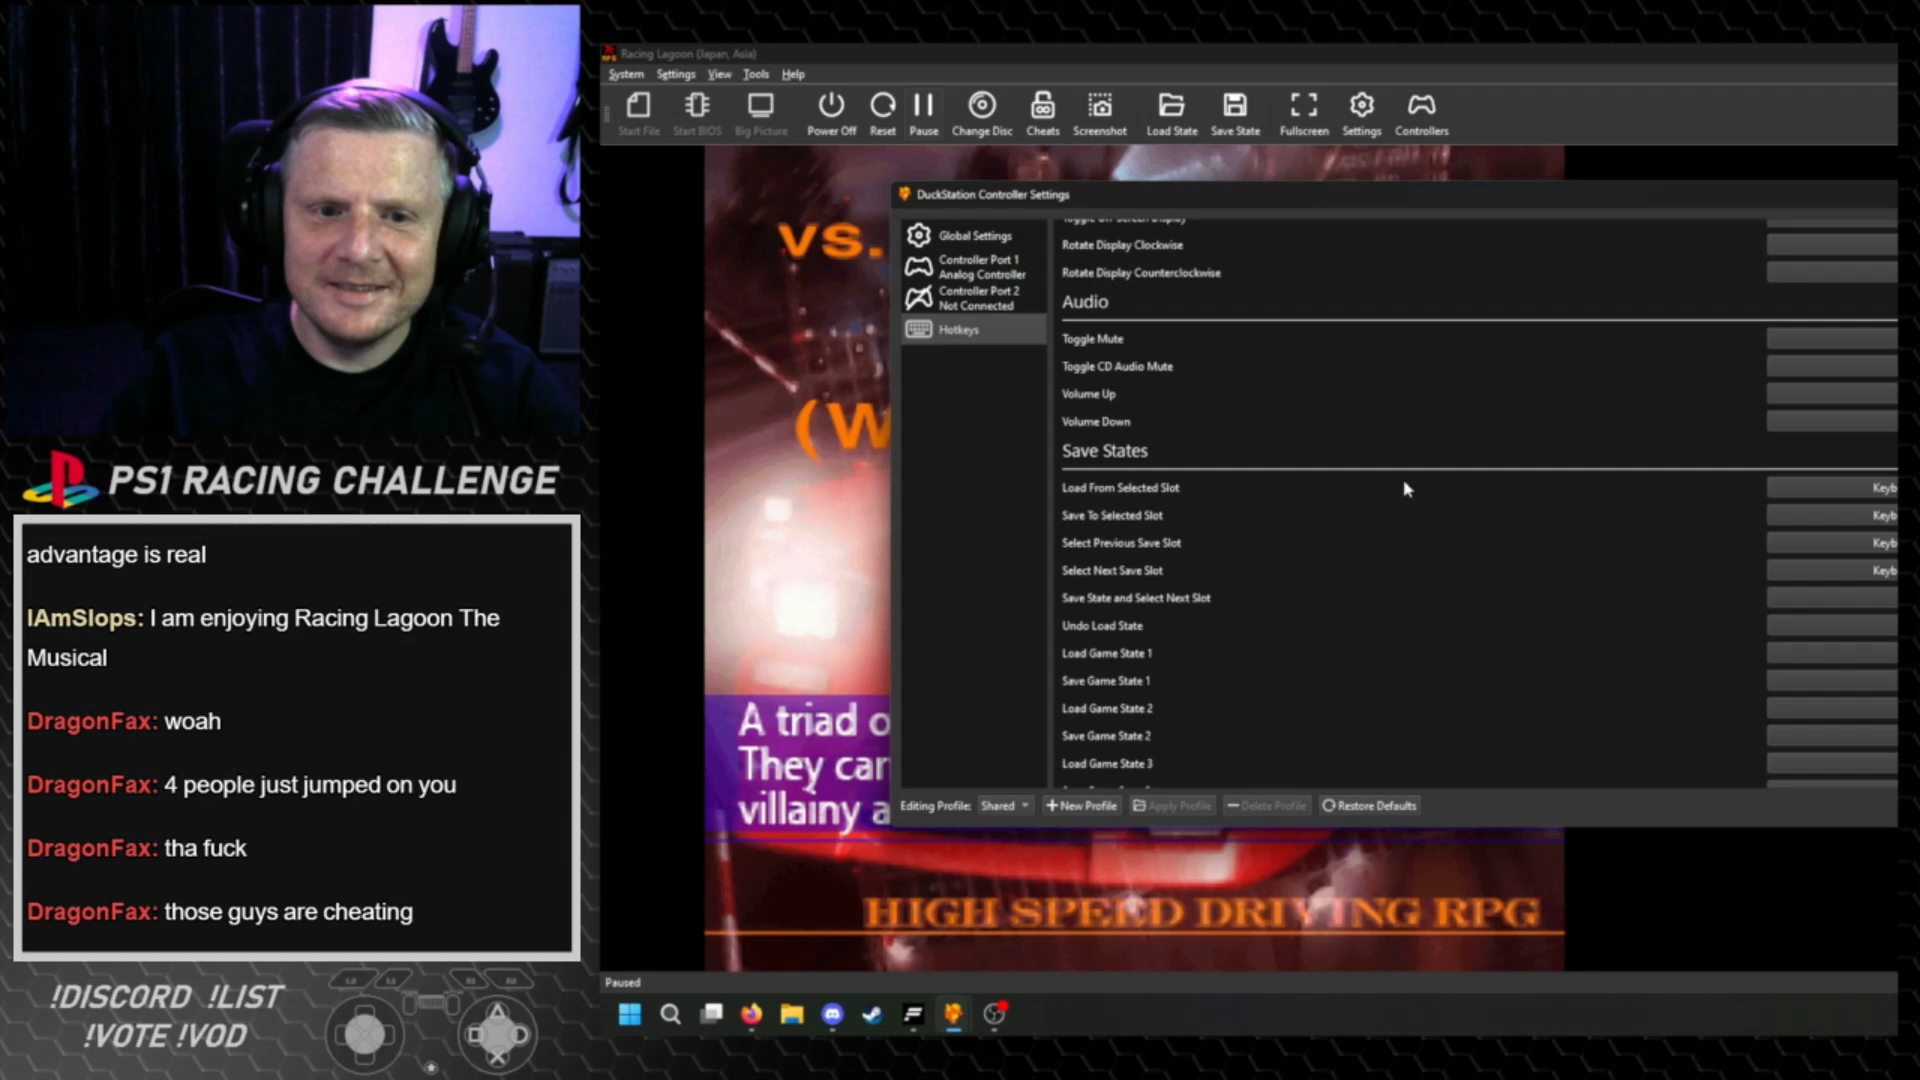 Racing Lagoon (Japan, Asia)
System Settings View Tools Help
Start File Start BIOS Big Picture Power Off Reset Pause Change Disc Cheats Screenshot Load State Save State Fullscreen Settings Controllers
VS.
(W
DuckStation Controller Settings
Global Settings
Controller Port 1
Analog Controller
Controller Port 2
Not Connected
Hotkeys
Rotate Display Clockwise
Rotate Display Counterclockwise
Audio
Toggle Mute
Toggle CD Audio Mute
Volume Up
Volume Down
Save States
Load From Selected Slot Keyb
Save To Selected Slot Keyb
Select Previous Save Slot Keyb
Select Next Save Slot Keyb
Save State and Select Next Slot
Undo Load State
Load Game State 1
Save Game State 1
Load Game State 2
Save Game State 2
Load Game State 3
Editing Profile: Shared New Profile Apply Profile Delete Profile Restore Defaults
A triad o
They can
villainy a
HIGH SPEED DRIVING RPG
Paused
PS1 RACING CHALLENGE
advantage is real
IAmSlops: I am enjoying Racing Lagoon The
Musical
DragonFax: woah
DragonFax: 4 people just jumped on you
DragonFax: tha fuck
DragonFax: those guys are cheating
!DISCORD !LIST
!VOTE !VOD